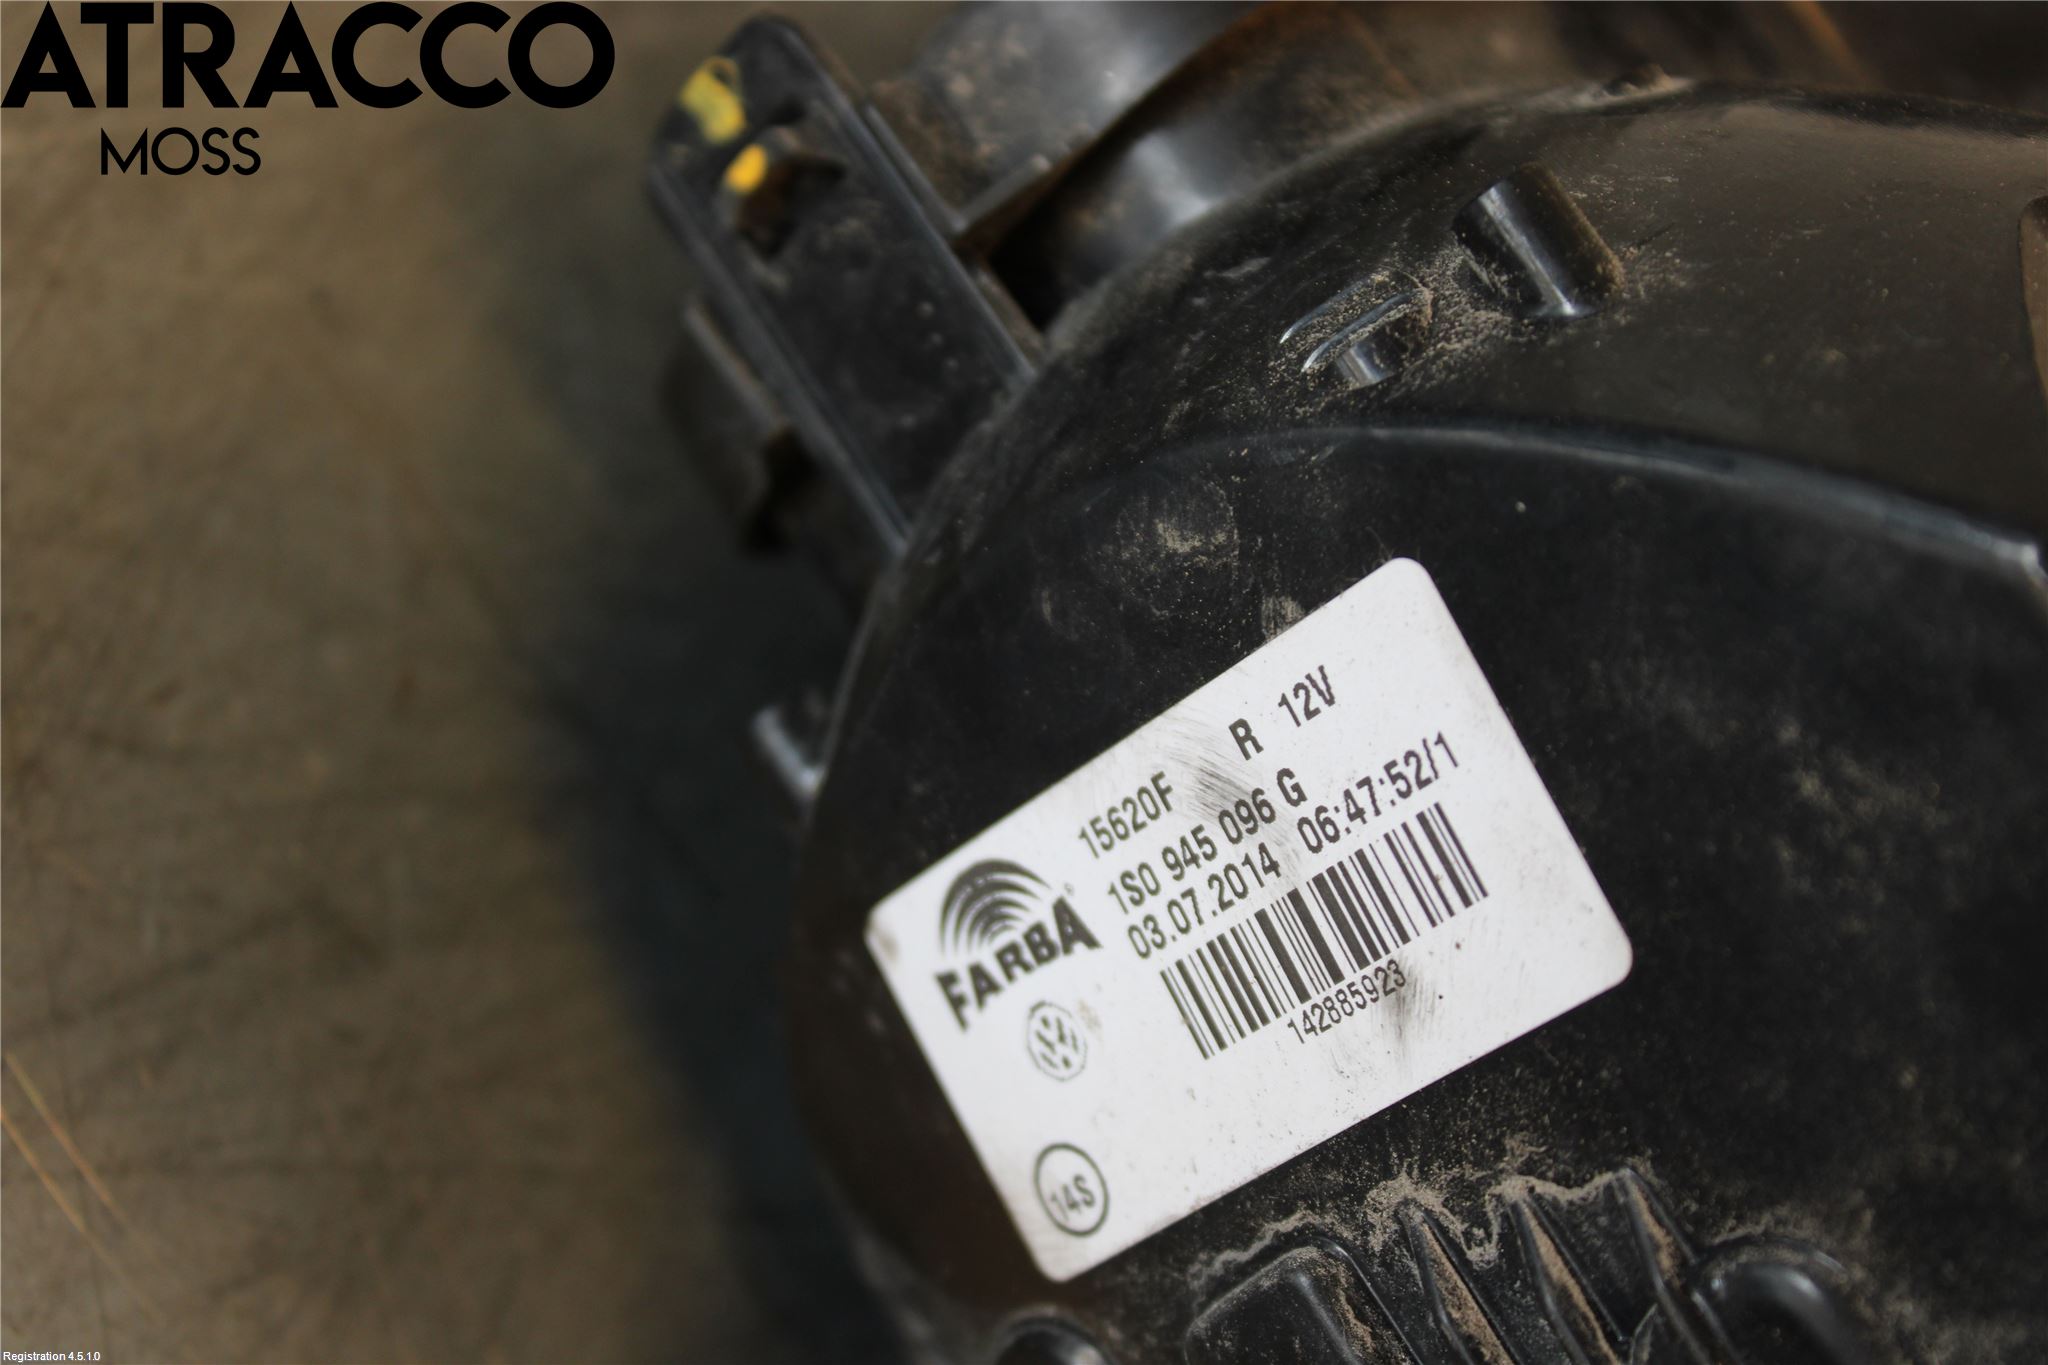 ATRACCO
MOSS
15620F R 12V
1S0 945 096 G
03.07.2014 06:47:52/1
FARBA
142885923
14S
Registration 4.5.1.0